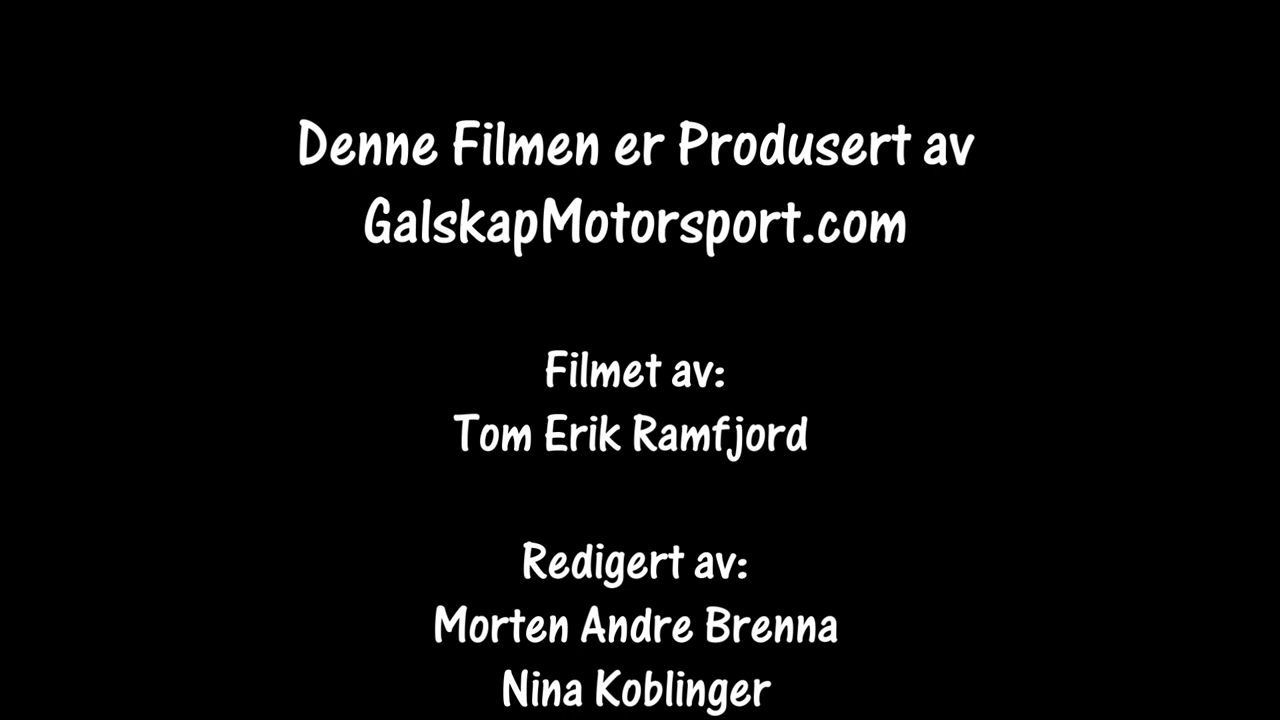 Denne Filmen er Produsert av
GalskapMotorsport.com
Filmet av:
Tom Erik Ramfjord
Redigert av:
Morten Andre Brenna
Nina Koblinger